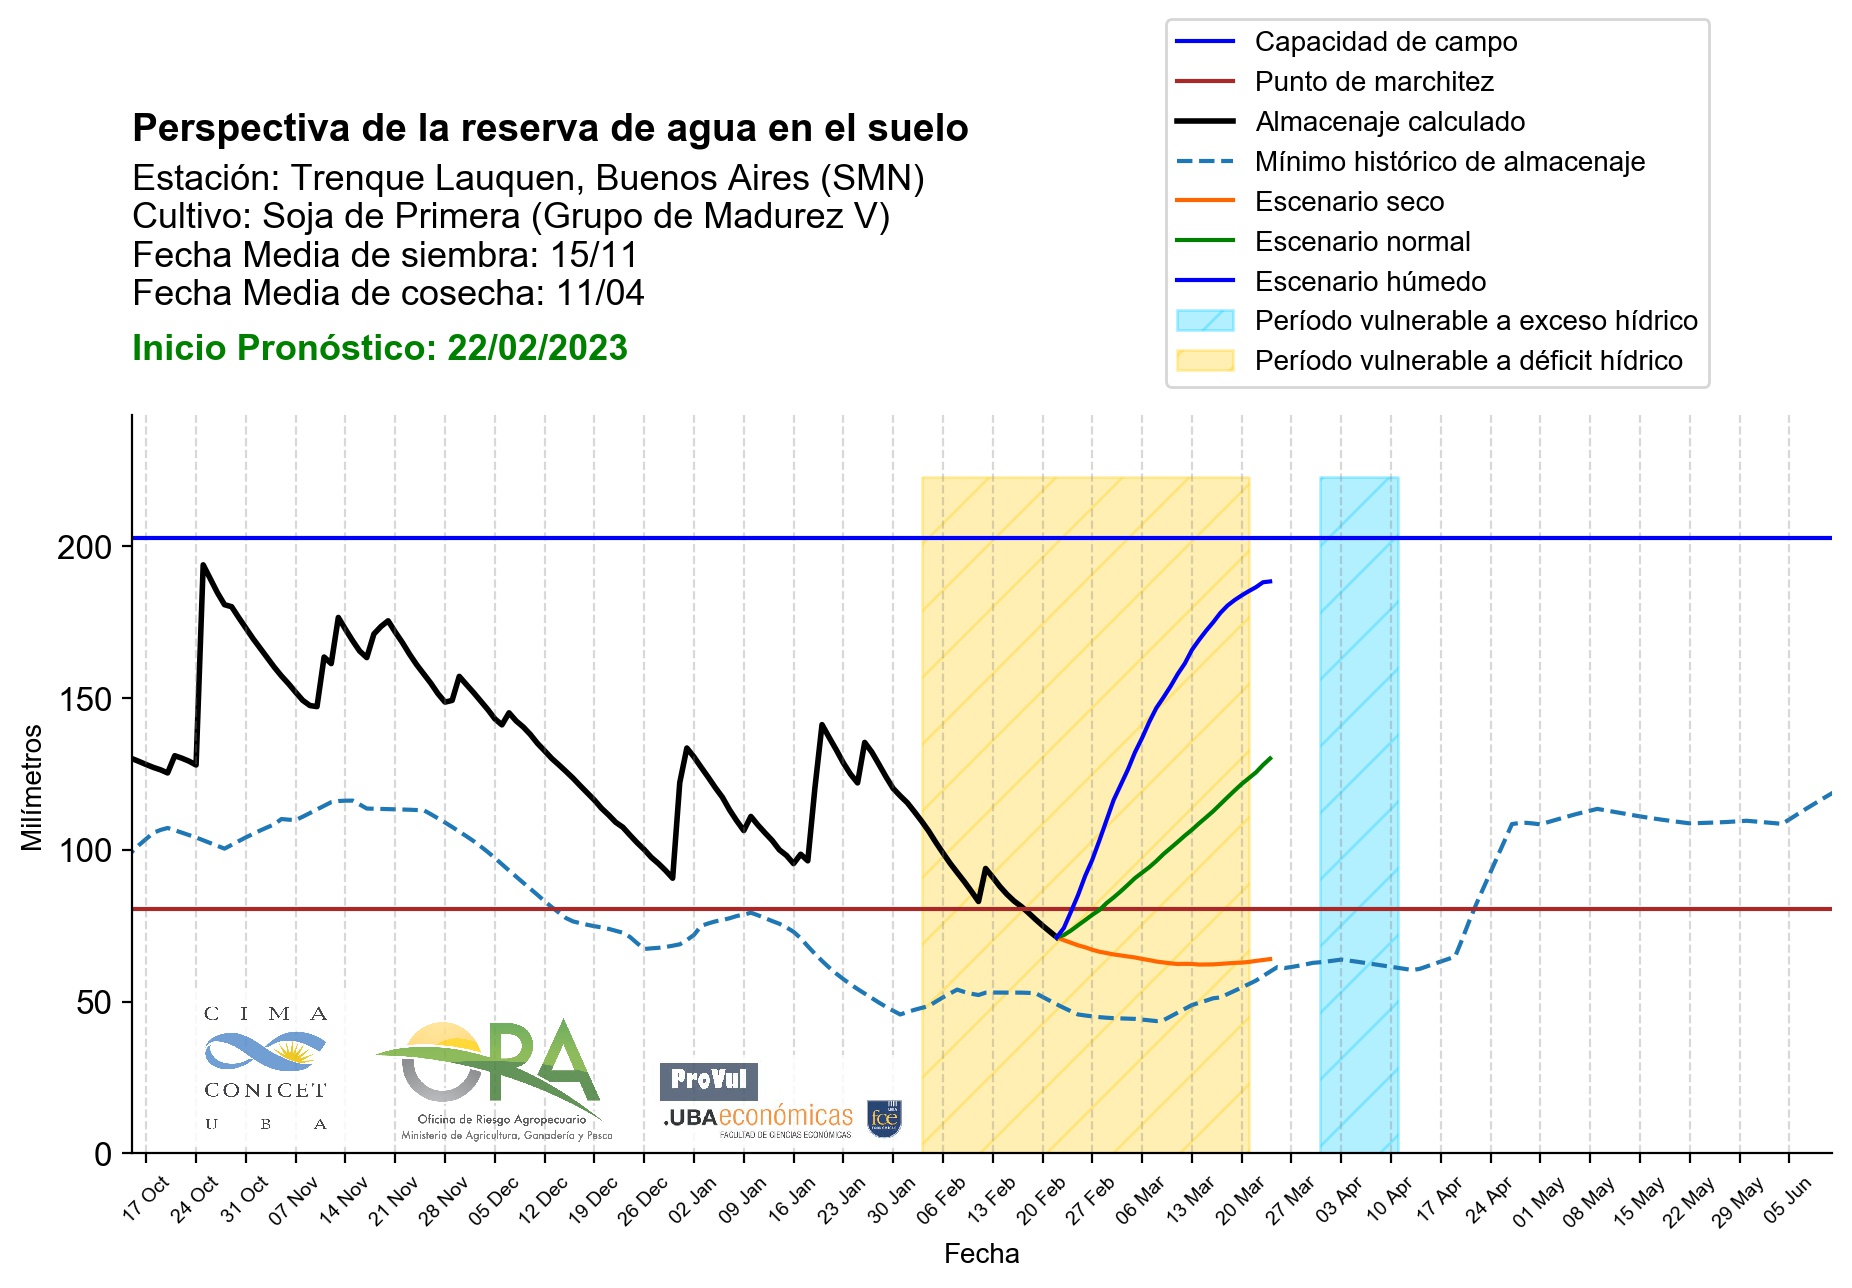 Capacidad de campo
Punto de marchitez
Almacenaje calculado
Mínimo histórico de almacenaje
Escenario seco
Escenario normal
Escenario húmedo
Período vulnerable a exceso hídrico
Período vulnerable a déficit hídrico
Perspectiva de la reserva de agua en el suelo
Estación: Trenque Lauquen, Buenos Aires (SMN)
Cultivo: Soja de Primera (Grupo de Madurez V)
Fecha Media de siembra: 15/11
Fecha Media de cosecha: 11/04
Inicio Pronóstico: 22/02/2023
200
150
100
50
0
Milímetros
C I M A
CONICET
U B A
ORA
Oficina de Riesgo Agropecuario
Ministerio de Agricultura, Ganadería y Pesca
ProVul
.UBAeconómicas
FACULTAD DE CIENCIAS ECONÓMICAS
fce
17 Oct
24 Oct
31 Oct
07 Nov
14 Nov
21 Nov
28 Nov
05 Dec
12 Dec
19 Dec
26 Dec
02 Jan
09 Jan
16 Jan
23 Jan
30 Jan
06 Feb
13 Feb
20 Feb
27 Feb
06 Mar
13 Mar
20 Mar
27 Mar
03 Apr
10 Apr
17 Apr
24 Apr
01 May
08 May
15 May
22 May
29 May
05 Jun
Fecha